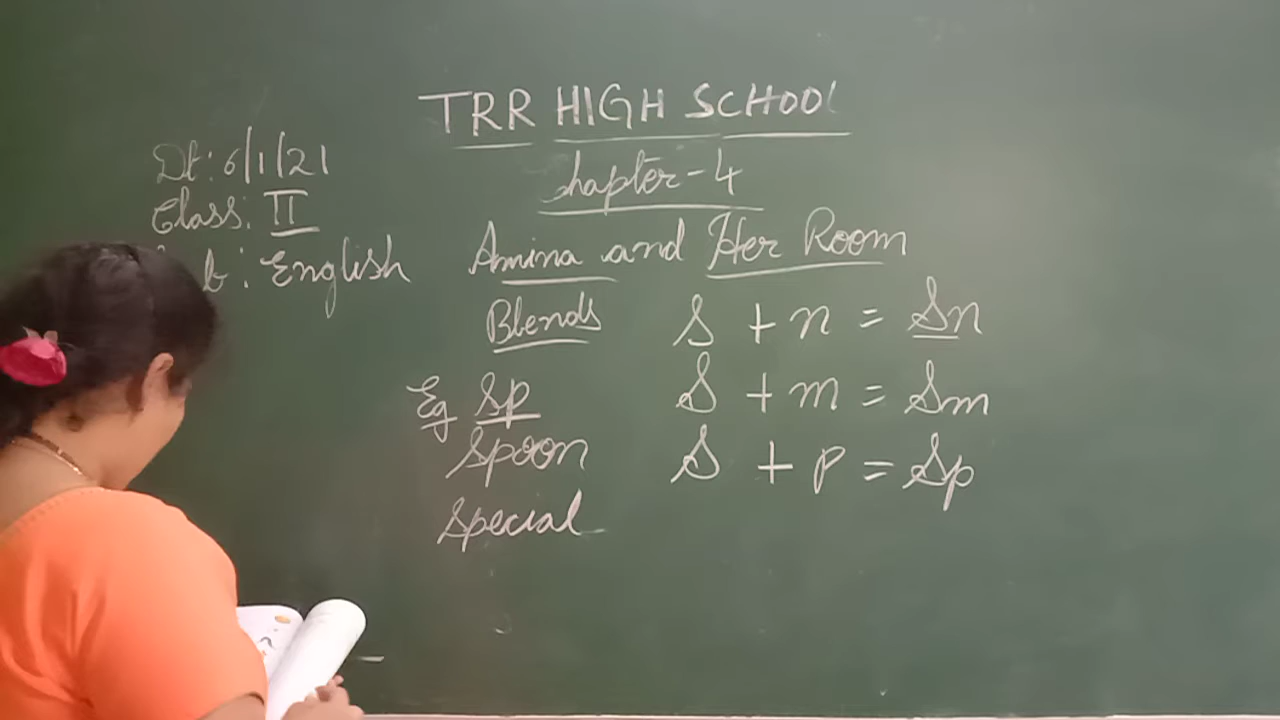 TRR HIGH SCHOOL
Dt: 6/1/21
Class: II
b: English
Chapter-4
Amina and Her Room
Blends
S + n = Sn
S + m = Sm
S + p = Sp
Eg Sp
Spoon
Special